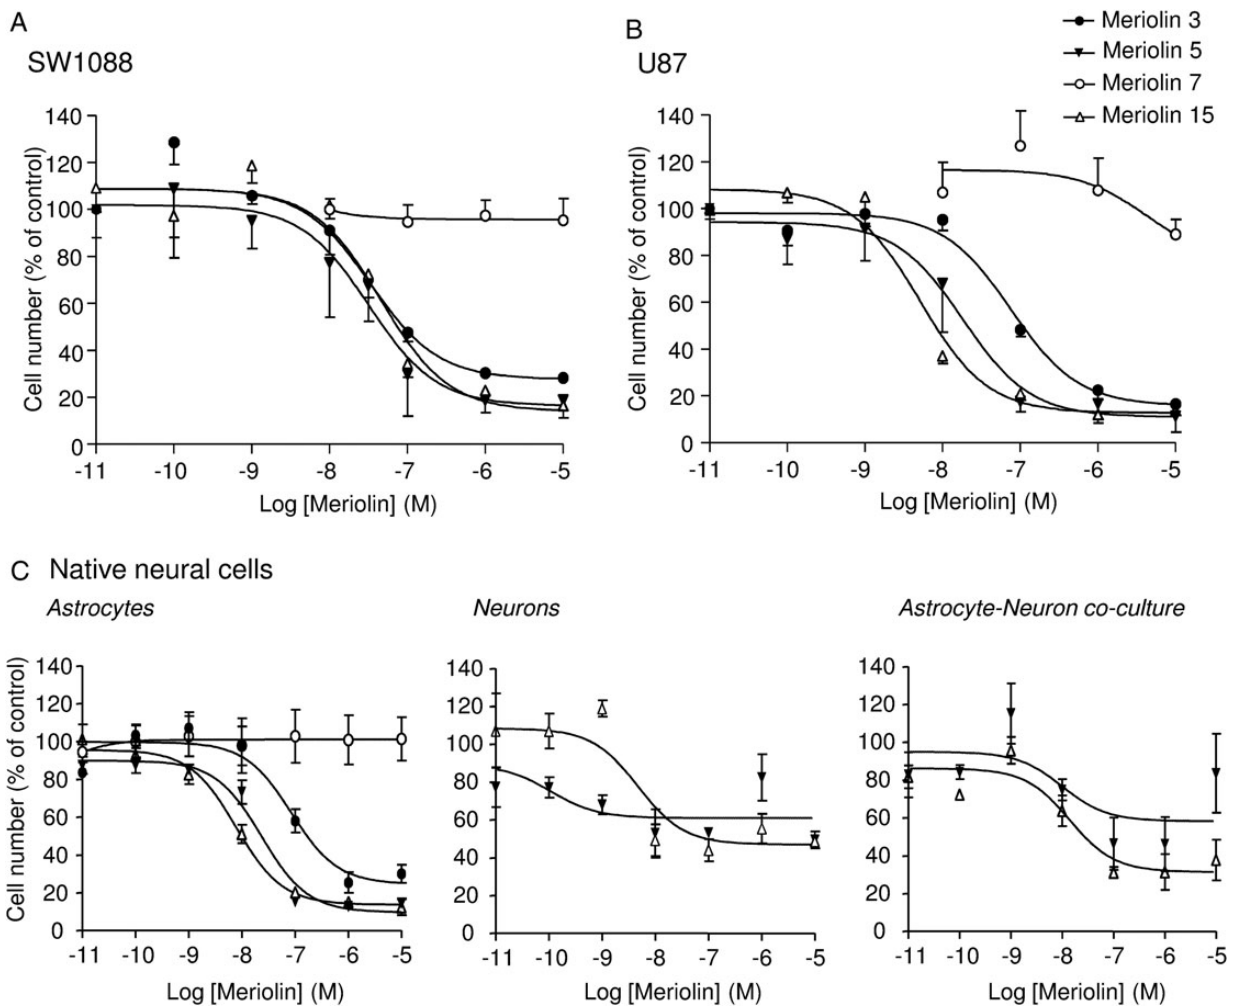 A
SW1088
B
U87
Meriolin 3
Meriolin 5
Meriolin 7
Meriolin 15
Cell number (% of control)
140
120
100
80
60
40
20
0
-11 -10 -9 -8 -7 -6 -5
Log [Meriolin] (M)
Cell number (% of control)
140
120
100
80
60
40
20
0
-11 -10 -9 -8 -7 -6 -5
Log [Meriolin] (M)
C Native neural cells
Astrocytes
Neurons
Astrocyte-Neuron co-culture
Cell number (% of control)
140
120
100
80
60
40
20
0
-11 -10 -9 -8 -7 -6 -5
Log [Meriolin] (M)
140
120
100
80
60
40
20
0
-11 -10 -9 -8 -7 -6 -5
Log [Meriolin] (M)
140
120
100
80
60
40
20
0
-11 -10 -9 -8 -7 -6 -5
Log [Meriolin] (M)